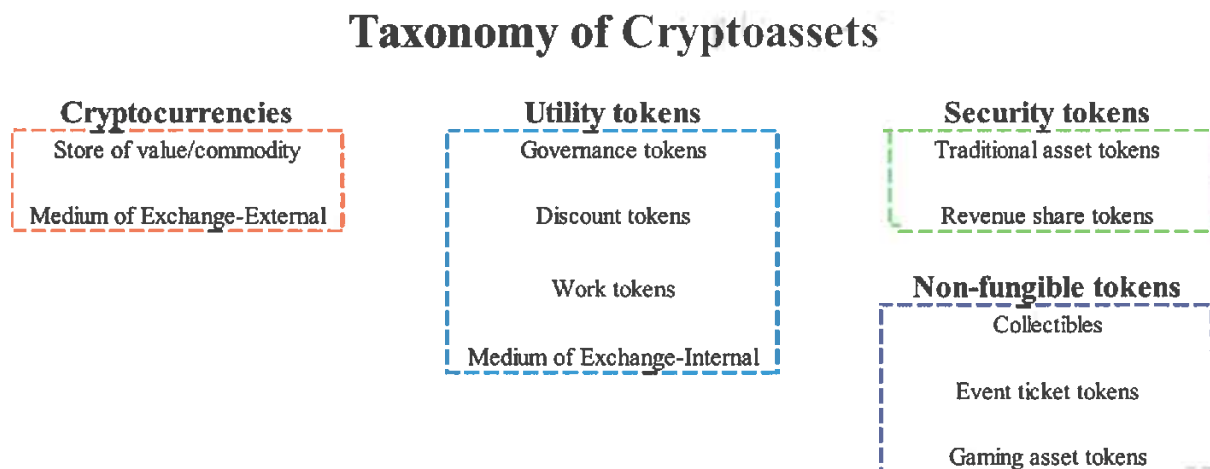 Taxonomy of Cryptoassets
Cryptocurrencies
Store of value/commodity
Medium of Exchange-External
Utility tokens
Governance tokens
Discount tokens
Work tokens
Medium of Exchange-Internal
Security tokens
Traditional asset tokens
Revenue share tokens
Non-fungible tokens
Collectibles
Event ticket tokens
Gaming asset tokens